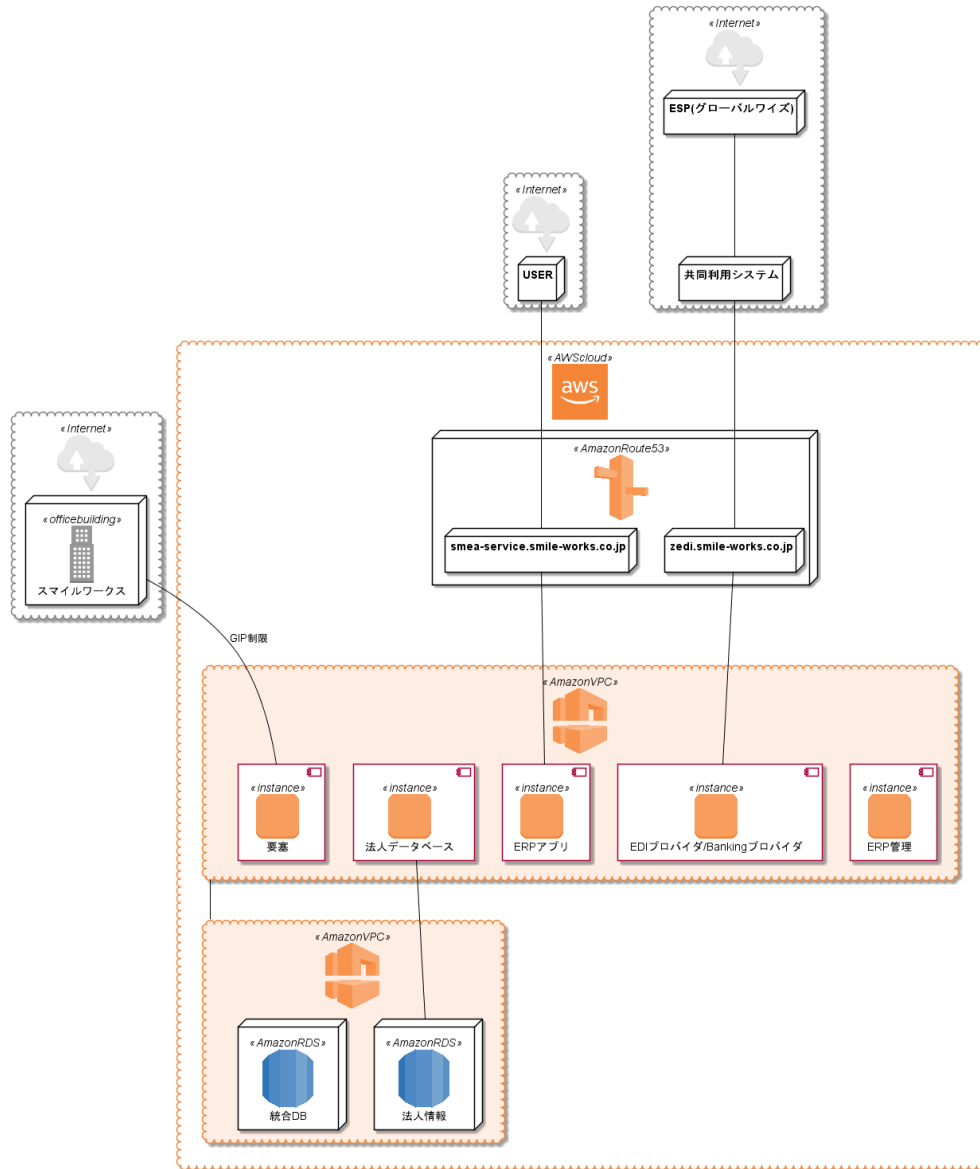 «Internet»
ESP(グローバルワイズ)
«Internet»
USER
共同利用システム
«AWScloud»
aws
«Internet»
«officebuilding»
スマイルワークス
«AmazonRoute53»
smea-service.smile-works.co.jp
zedi.smile-works.co.jp
GIP制限
«AmazonVPC»
«instance»
要塞
«instance»
法人データベース
«instance»
ERPアプリ
«instance»
EDIプロバイダ/Bankingプロバイダ
«instance»
ERP管理
«AmazonVPC»
«AmazonRDS»
統合DB
«AmazonRDS»
法人情報